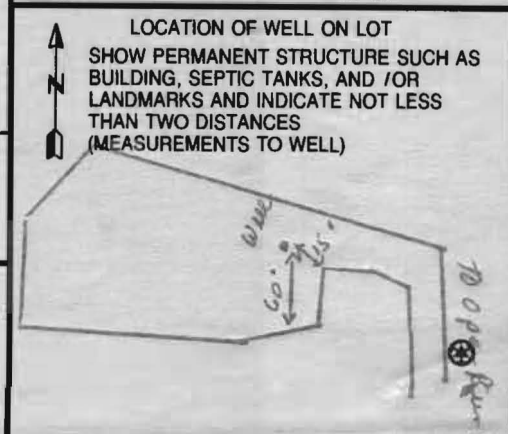 LOCATION OF WELL ON LOT
SHOW PERMANENT STRUCTURE SUCH AS
BUILDING, SEPTIC TANKS, AND /OR
LANDMARKS AND INDICATE NOT LESS
THAN TWO DISTANCES
(MEASUREMENTS TO WELL)
N
Well
15'
60'
Run